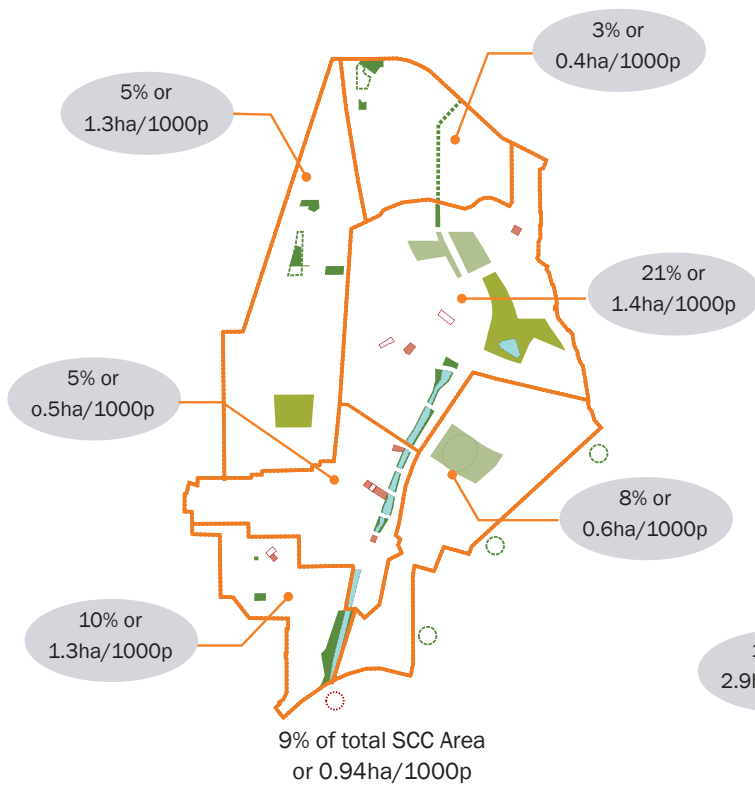 3% or
0.4ha/1000p
5% or
1.3ha/1000p
21% or
1.4ha/1000p
5% or
o.5ha/1000p
8% or
0.6ha/1000p
10% or
1.3ha/1000p
2.9h
9% of total SCC Area
or 0.94ha/1000p